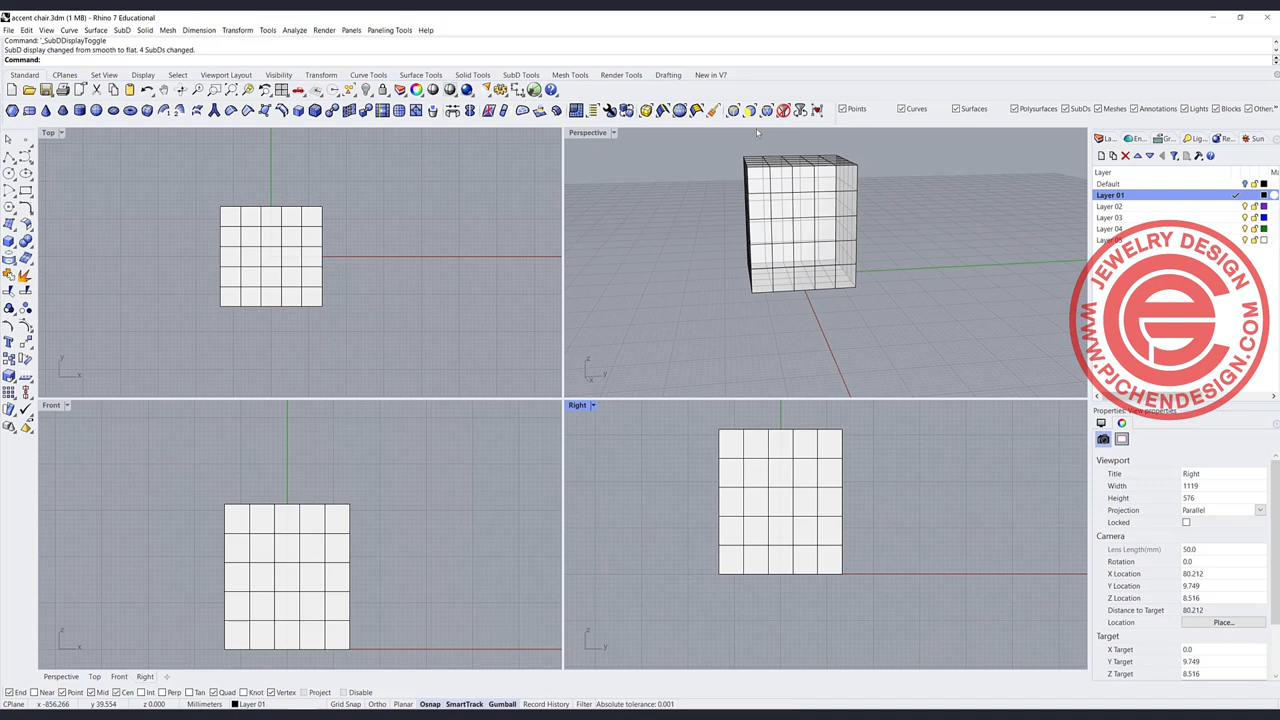 accent chair.3dm (1 MB) - Rhino 7 Educational
File Edit View Curve Surface SubD Solid Mesh Dimension Transform Tools Analyze Render Panels Paneling Tools Help
Command: '_SubDDisplayToggle
SubD display changed from smooth to flat. 4 SubDs changed.
Command:
Standard CPlanes Set View Display Select Viewport Layout Visibility Transform Curve Tools Surface Tools Solid Tools SubD Tools Mesh Tools Render Tools Drafting New in V7
Points Curves Surfaces Polysurfaces SubDs Meshes Annotations Lights Blocks Other...
Top
y
x
Perspective
z
y
x
Front
z
x
Right
z
y
La... En... Gr... Re... Sun
Layer Ma
Default
Layer 01
Layer 02
Layer 03
Layer 04
JEWELRY DESIGN
WWW.PJCHENDESIGN.COM
Properties: View properties
Viewport
Title Right
Width 1119
Height 576
Projection Parallel
Locked
Camera
Lens Length(mm) 50.0
Rotation 0.0
X Location 80.212
Y Location 9.749
Z Location 8.516
Distance to Target 80.212
Location Place...
Target
X Target 0.0
Y Target 9.749
Z Target 8.516
Perspective Top Front Right
End Near Point Mid Cen Int Perp Tan Quad Knot Vertex Project Disable
CPlane x -856.266 y 39.554 z 0.000 Millimeters Layer 01 Grid Snap Ortho Planar Osnap SmartTrack Gumball Record History Filter Absolute tolerance: 0.001